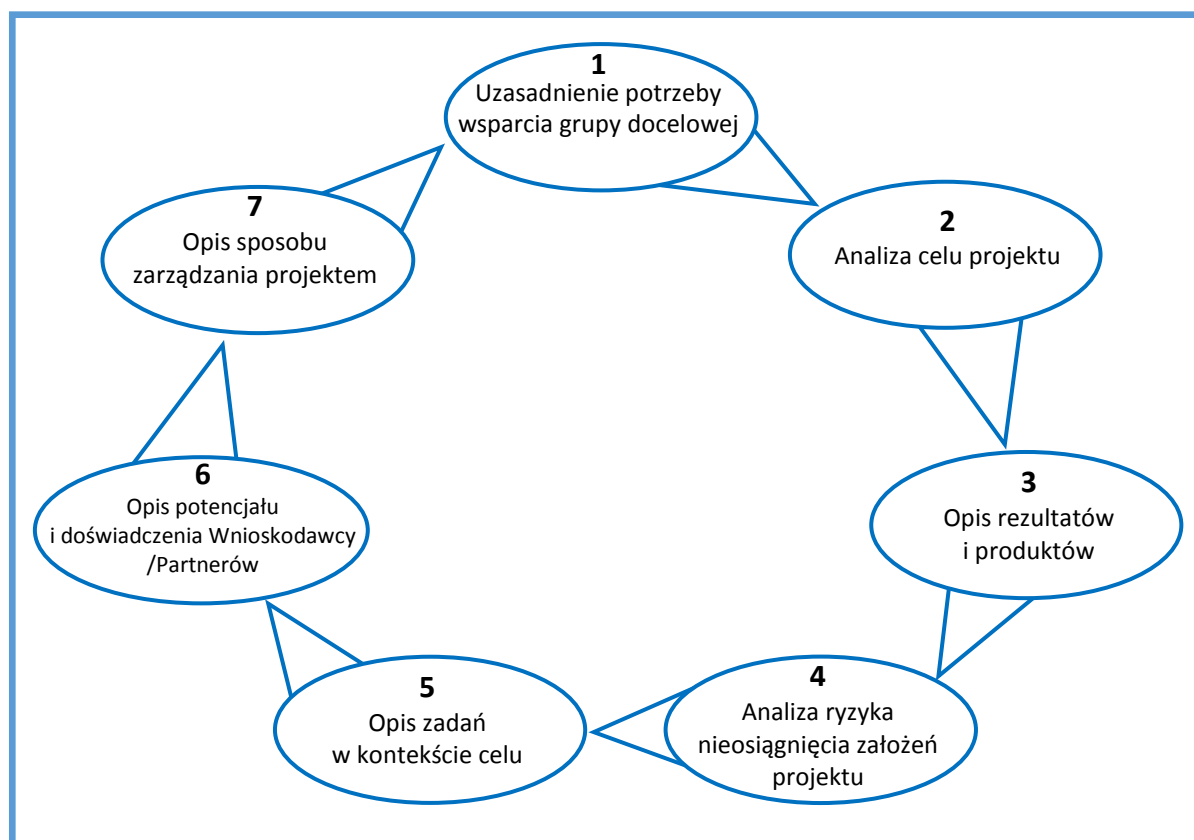 1
Uzasadnienie potrzeby
wsparcia grupy docelowej
2
Analiza celu projektu
3
Opis rezultatów
i produktów
4
Analiza ryzyka
nieosiągnięcia założeń
projektu
5
Opis zadań
w kontekście celu
6
Opis potencjału
i doświadczenia Wnioskodawcy
/Partnerów
7
Opis sposobu
zarządzania projektem